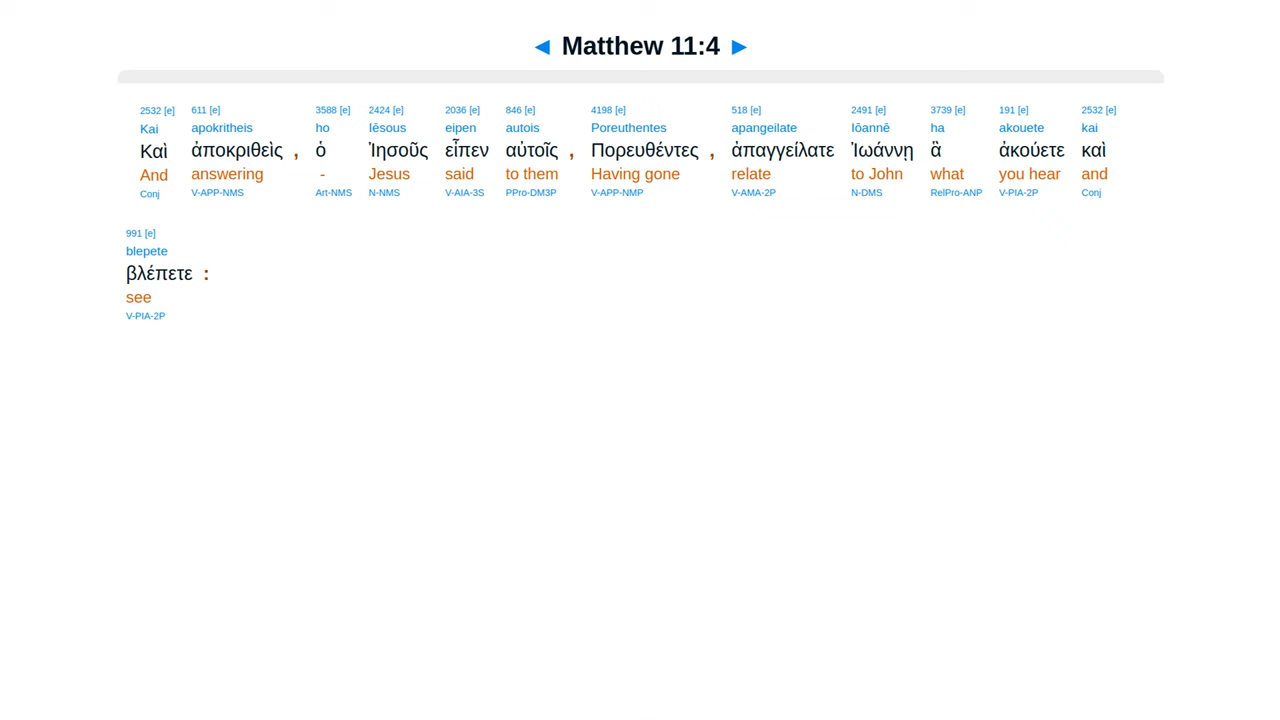 ◄ Matthew 11:4 ►
2532 [e] 611 [e] 3588 [e] 2424 [e] 2036 [e] 846 [e] 4198 [e] 518 [e] 2491 [e] 3739 [e] 191 [e] 2532 [e]
Kai apokritheis ho Iēsous eipen autois Poreuthentes apangeilate Iōannē ha akouete kai
Καὶ ἀποκριθεὶς , ὁ Ἰησοῦς εἶπεν αὐτοῖς , Πορευθέντες , ἀπαγγείλατε Ἰωάννῃ ἃ ἀκούετε καὶ
And answering - Jesus said to them Having gone relate to John what you hear and
Conj V-APP-NMS Art-NMS N-NMS V-AIA-3S PPro-DM3P V-APP-NMP V-AMA-2P N-DMS RelPro-ANP V-PIA-2P Conj
991 [e]
blepete
βλέπετε :
see
V-PIA-2P